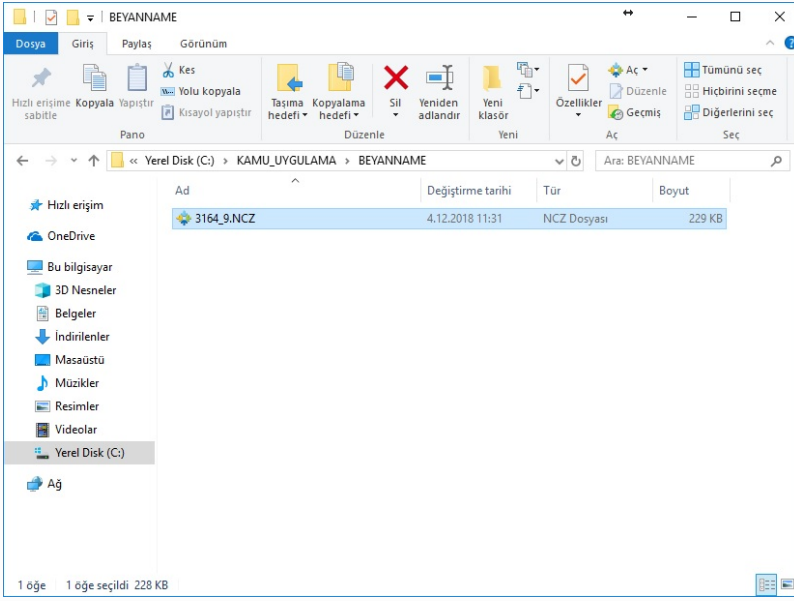 BEYANNAME
Dosya Giriş Paylaş Görünüm
Hızlı erişime sabitle
Kopyala
Yapıştır
Kes
Yolu kopyala
Kısayol yapıştır
Pano
Taşıma hedefi
Kopyalama hedefi
Sil
Yeniden adlandır
Düzenle
Yeni klasör
Yeni
Özellikler
Aç
Düzenle
Geçmiş
Aç
Tümünü seç
Hiçbirini seçme
Diğerlerini seç
Seç
« Yerel Disk (C:) › KAMU_UYGULAMA › BEYANNAME
Ara: BEYANNAME
Ad Değiştirme tarihi Tür Boyut
3164_9.NCZ 4.12.2018 11:31 NCZ Dosyası 229 KB
Hızlı erişim
OneDrive
Bu bilgisayar
3D Nesneler
Belgeler
İndirilenler
Masaüstü
Müzikler
Resimler
Videolar
Yerel Disk (C:)
Ağ
1 öğe 1 öğe seçildi 228 KB